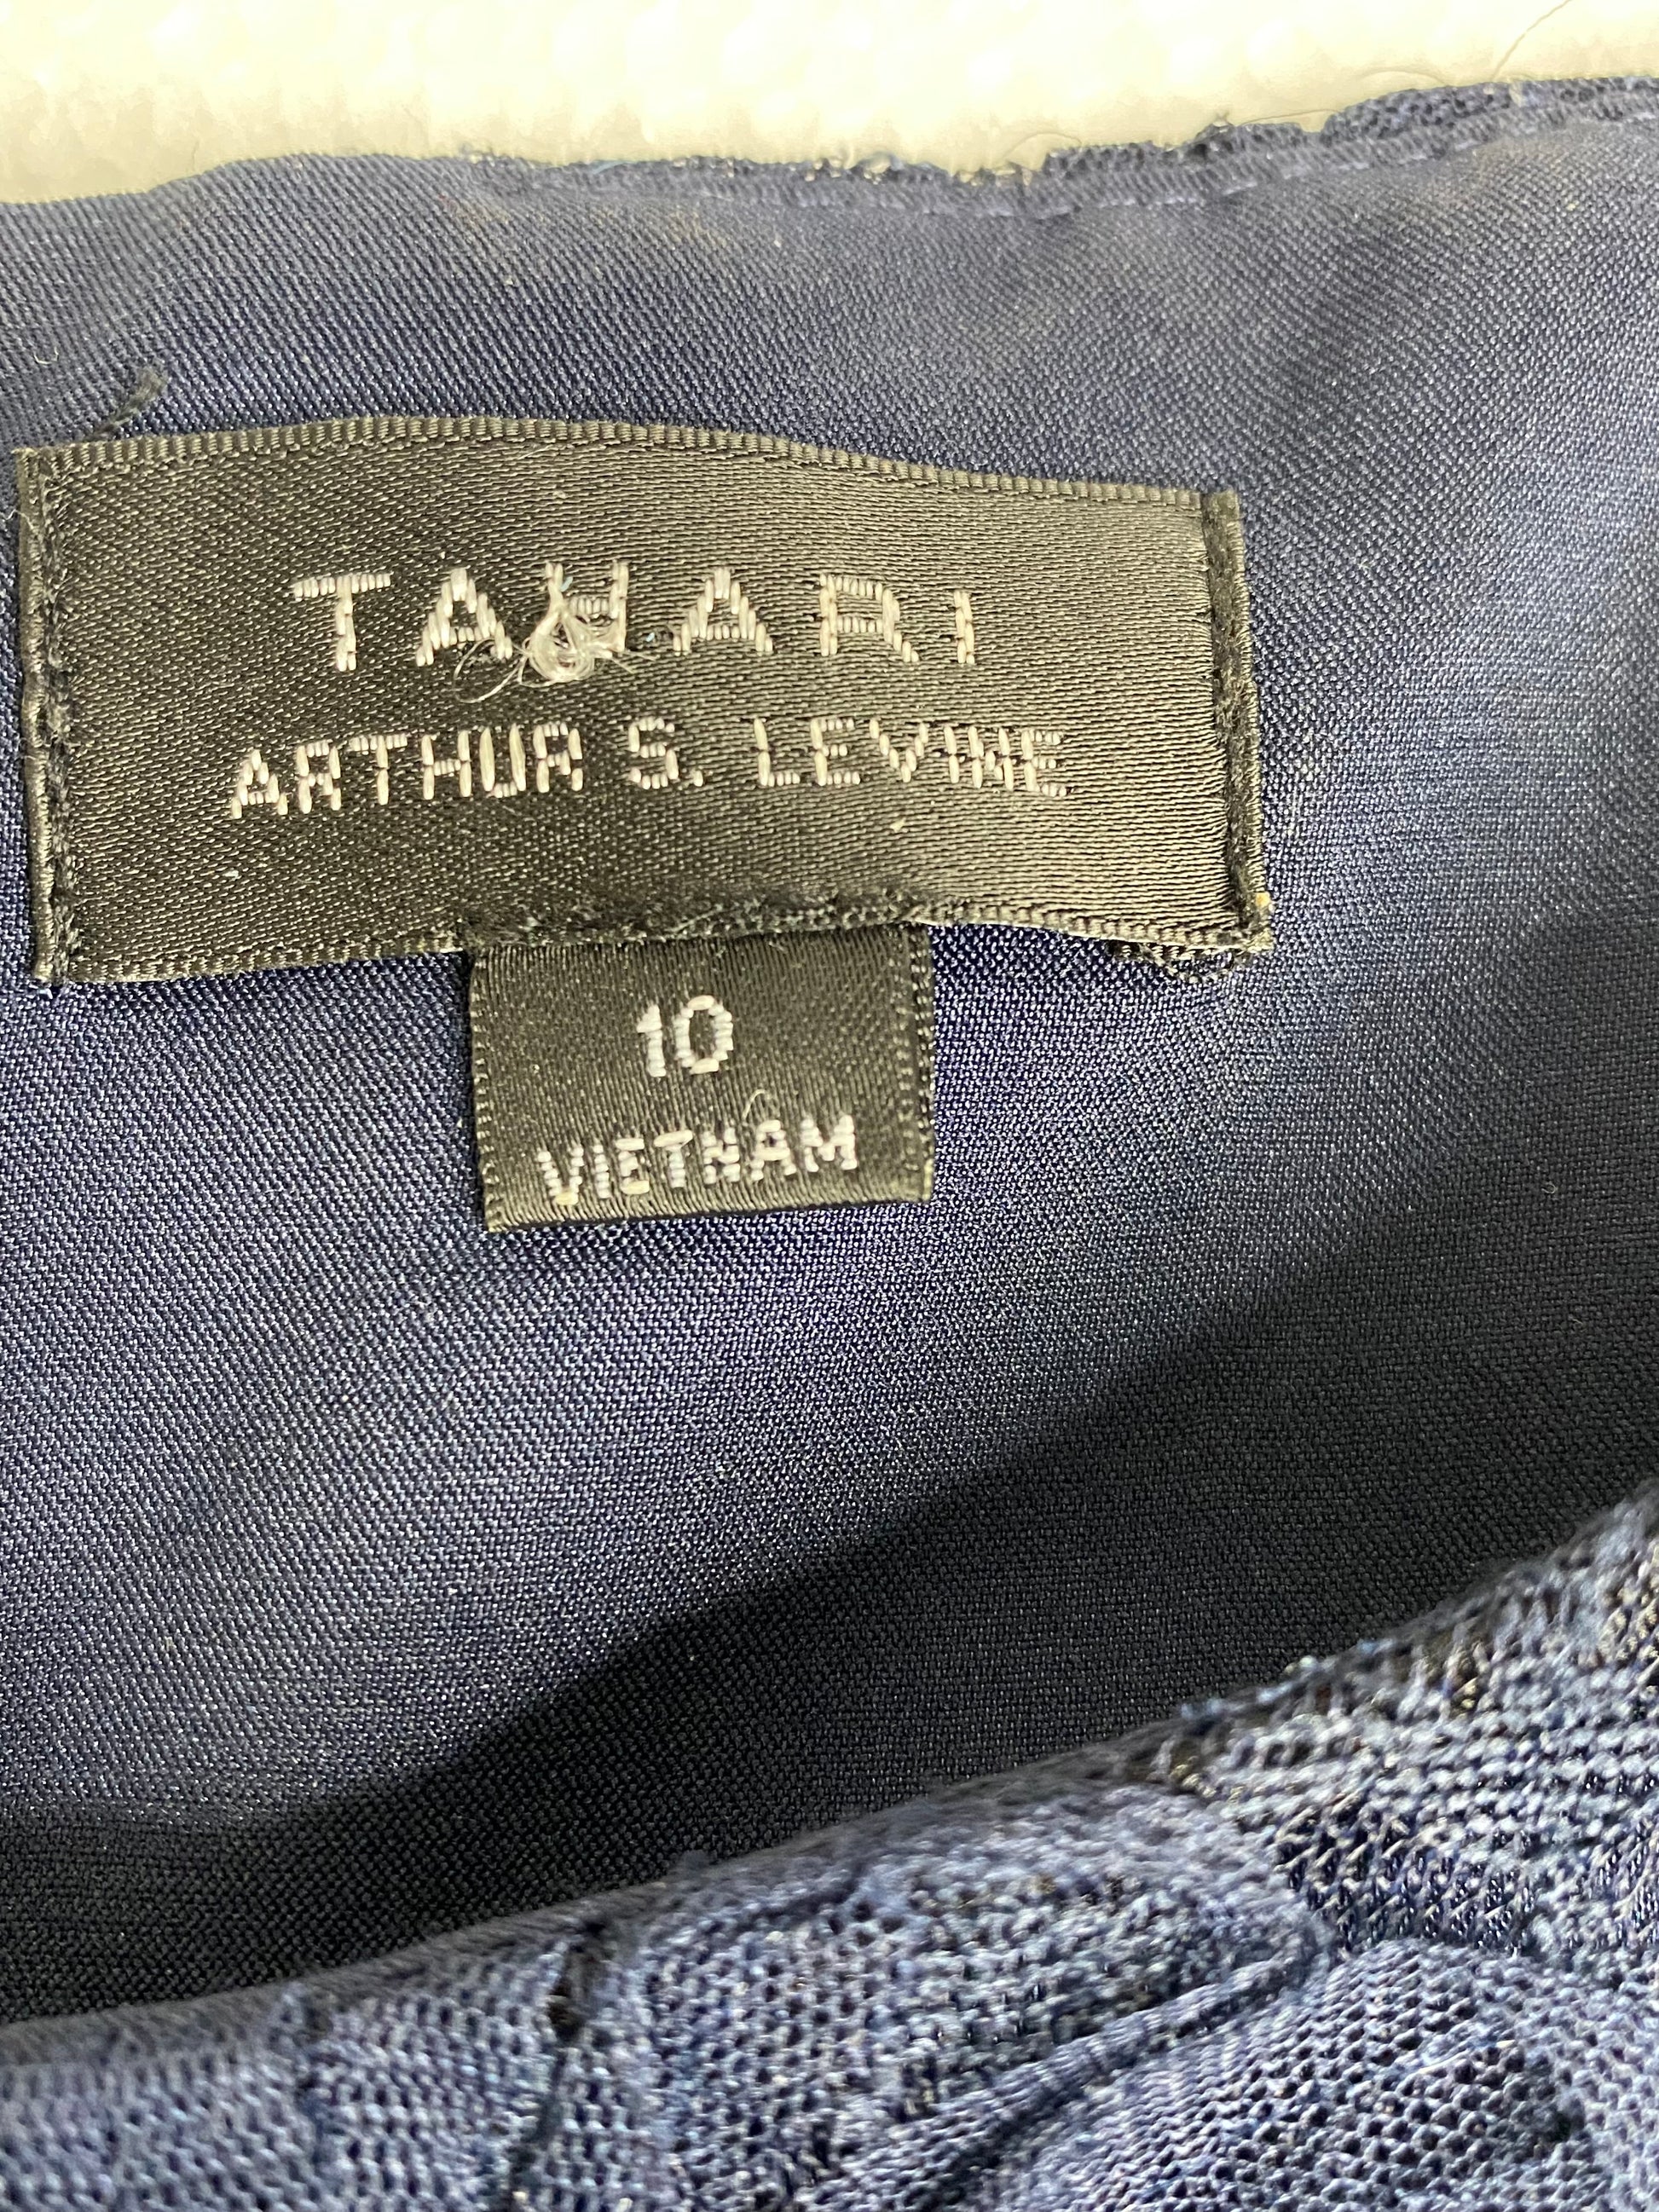 TAHARI
ARTHUR S. LEVINE
10
VIETNAM